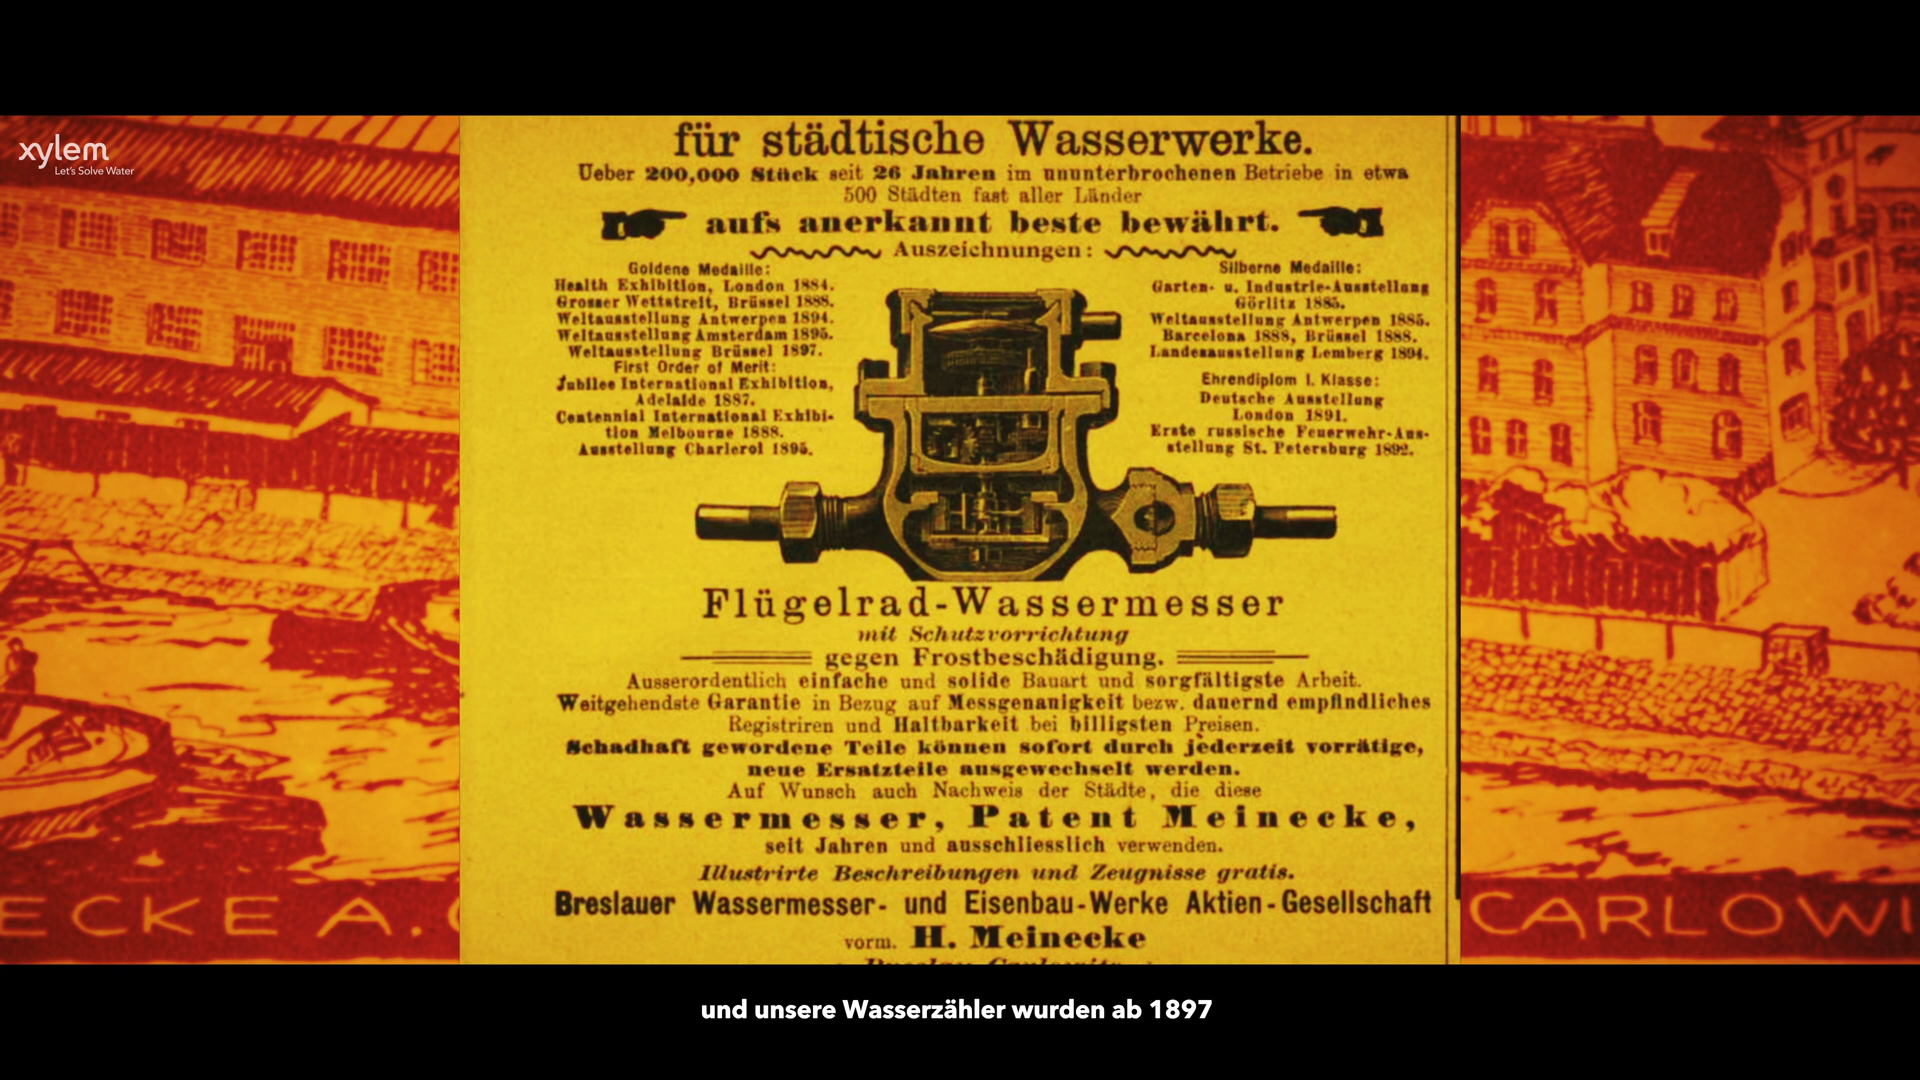 xylem
Let's Solve Water
für städtische Wasserwerke.
Ueber 200,000 Stück seit 26 Jahren im ununterbrochenen Betriebe in etwa
500 Städten fast aller Länder
aufs anerkannt beste bewährt.
Auszeichnungen:
Goldene Medaille:
Health Exhibition, London 1884.
Grosser Wettstreit, Brüssel 1888.
Weltausstellung Antwerpen 1894.
Weltausstellung Amsterdam 1895.
Weltausstellung Brüssel 1897.
First Order of Merit:
Jubilee International Exhibition,
Adelaide 1887.
Centennial International Exhibi-
tion Melbourne 1888.
Ausstellung Charleroi 1895.
Silberne Medaille:
Garten- u. Industrie-Ausstellung
Görlitz 1885.
Weltausstellung Antwerpen 1885.
Barcelona 1888, Brüssel 1888.
Landesausstellung Lemberg 1894.
Ehrendiplom I. Klasse:
Deutsche Ausstellung
London 1891.
Erste russische Feuerwehr-Aus-
stellung St. Petersburg 1892.
Flügelrad-Wassermesser
mit Schutzvorrichtung
gegen Frostbeschädigung.
Ausserordentlich einfache und solide Bauart und sorgfältigste Arbeit.
Weitgehendste Garantie in Bezug auf Messgenauigkeit bezw. dauernd empfindliches
Registriren und Haltbarkeit bei billigsten Preisen.
Schadhaft gewordene Teile können sofort durch jederzeit vorrätige,
neue Ersatzteile ausgewechselt werden.
Auf Wunsch auch Nachweis der Städte, die diese
Wassermesser, Patent Meinecke,
seit Jahren und ausschliesslich verwenden.
Illustrirte Beschreibungen und Zeugnisse gratis.
Breslauer Wassermesser- und Eisenbau-Werke Aktien-Gesellschaft
vorm. H. Meinecke
ECKE A.
CARLOWI
und unsere Wasserzähler wurden ab 1897